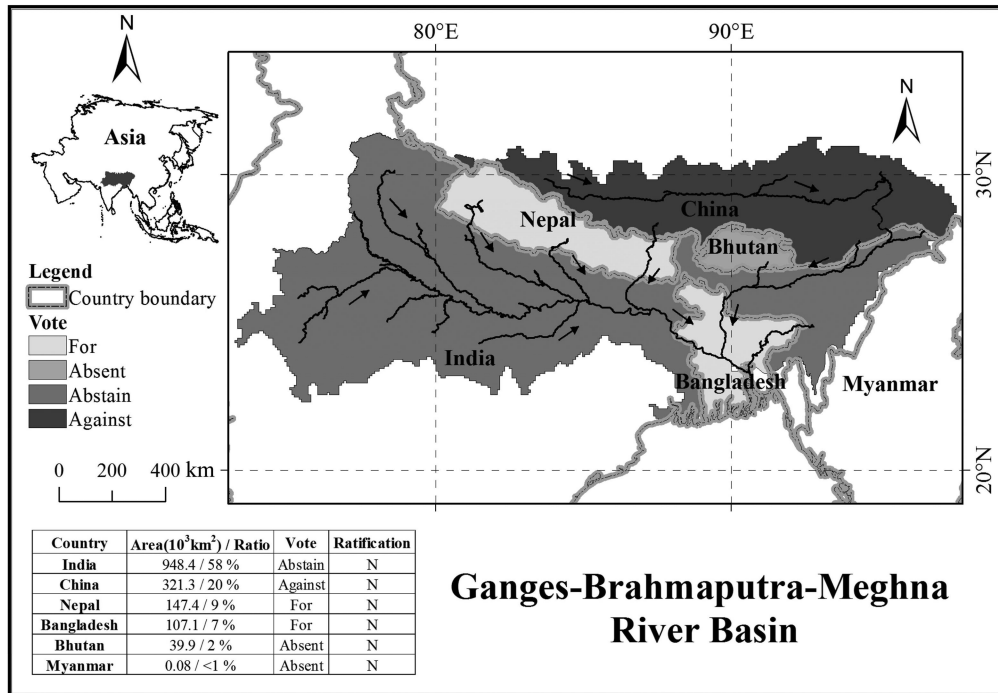 N
Asia
80°E
90°E
N
30°N
20°N
Nepal
China
Bhutan
India
Bangladesh
Myanmar
Legend
Country boundary
Vote
For
Absent
Abstain
Against
0 200 400 km
Country Area(10³km²) / Ratio Vote Ratification
India 948.4 / 58 % Abstain N
China 321.3 / 20 % Against N
Nepal 147.4 / 9 % For N
Bangladesh 107.1 / 7 % For N
Bhutan 39.9 / 2 % Absent N
Myanmar 0.08 / <1 % Absent N
Ganges-Brahmaputra-Meghna
River Basin